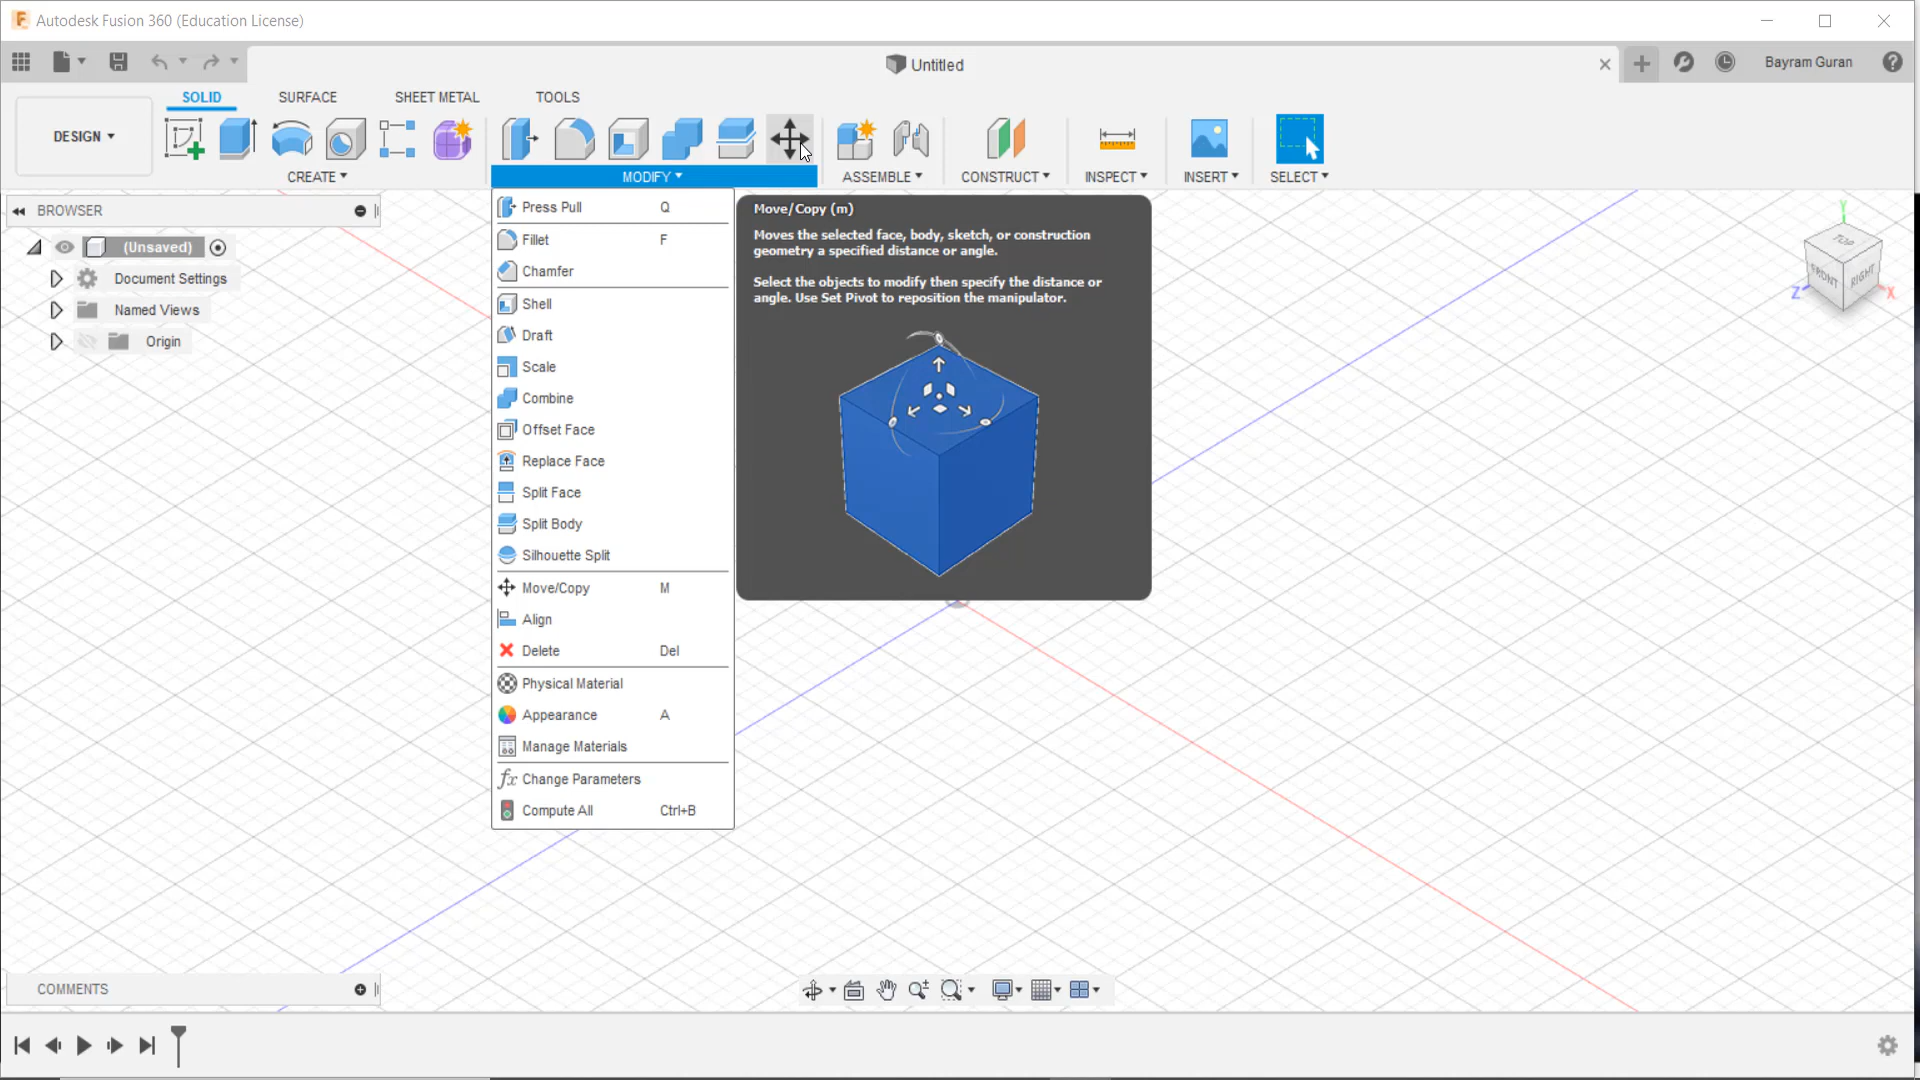 Autodesk Fusion 360 (Education License)
Untitled
Bayram Guran
SOLID
SURFACE
SHEET METAL
TOOLS
DESIGN
CREATE
MODIFY
ASSEMBLE
CONSTRUCT
INSPECT
INSERT
SELECT
BROWSER
(Unsaved)
Document Settings
Named Views
Origin
Press Pull Q
Fillet F
Chamfer
Shell
Draft
Scale
Combine
Offset Face
Replace Face
Split Face
Split Body
Silhouette Split
Move/Copy M
Align
Delete Del
Physical Material
Appearance A
Manage Materials
fx Change Parameters
Compute All Ctrl+B
Move/Copy (m)
Moves the selected face, body, sketch, or construction
geometry a specified distance or angle.
Select the objects to modify then specify the distance or
angle. Use Set Pivot to reposition the manipulator.
Y
TOP
FRONT
RIGHT
Z
X
COMMENTS